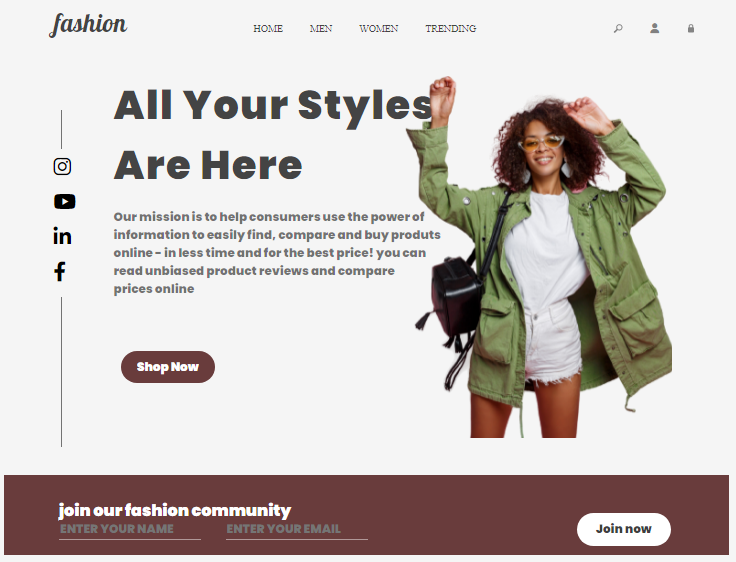 fashion
HOME MEN WOMEN TRENDING
All Your Styles
Are Here
Our mission is to help consumers use the power of
information to easily find, compare and buy produts
online - in less time and for the best price! you can
read unbiased product reviews and compare
prices online
Shop Now
join our fashion community
ENTER YOUR NAME ENTER YOUR EMAIL
Join now